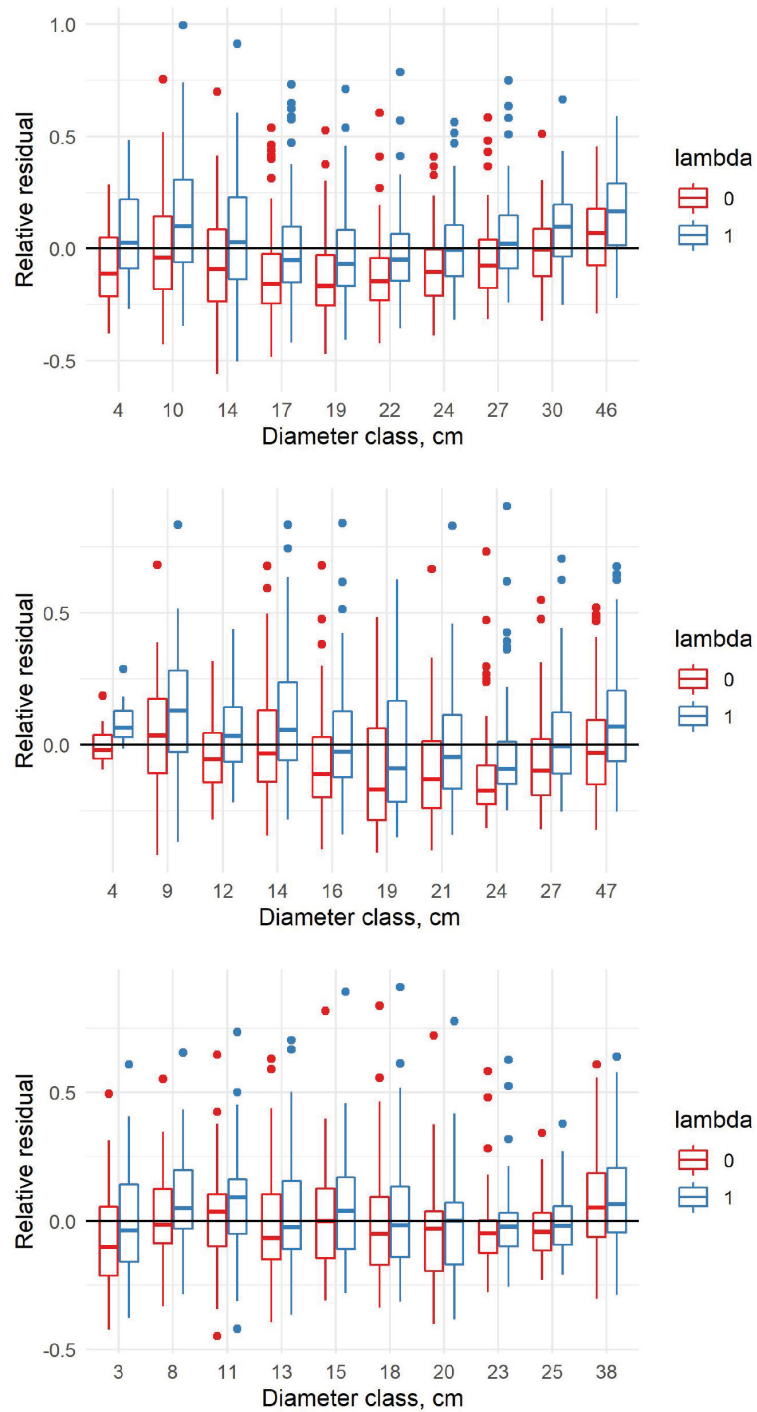 1.0
0.5
0.0
-0.5
Relative residual
4 10 14 17 19 22 24 27 30 46
Diameter class, cm
lambda
0
1
0.5
0.0
Relative residual
4 9 12 14 16 19 21 24 27 47
Diameter class, cm
lambda
0
1
0.5
0.0
-0.5
Relative residual
3 8 11 13 15 18 20 23 25 38
Diameter class, cm
lambda
0
1